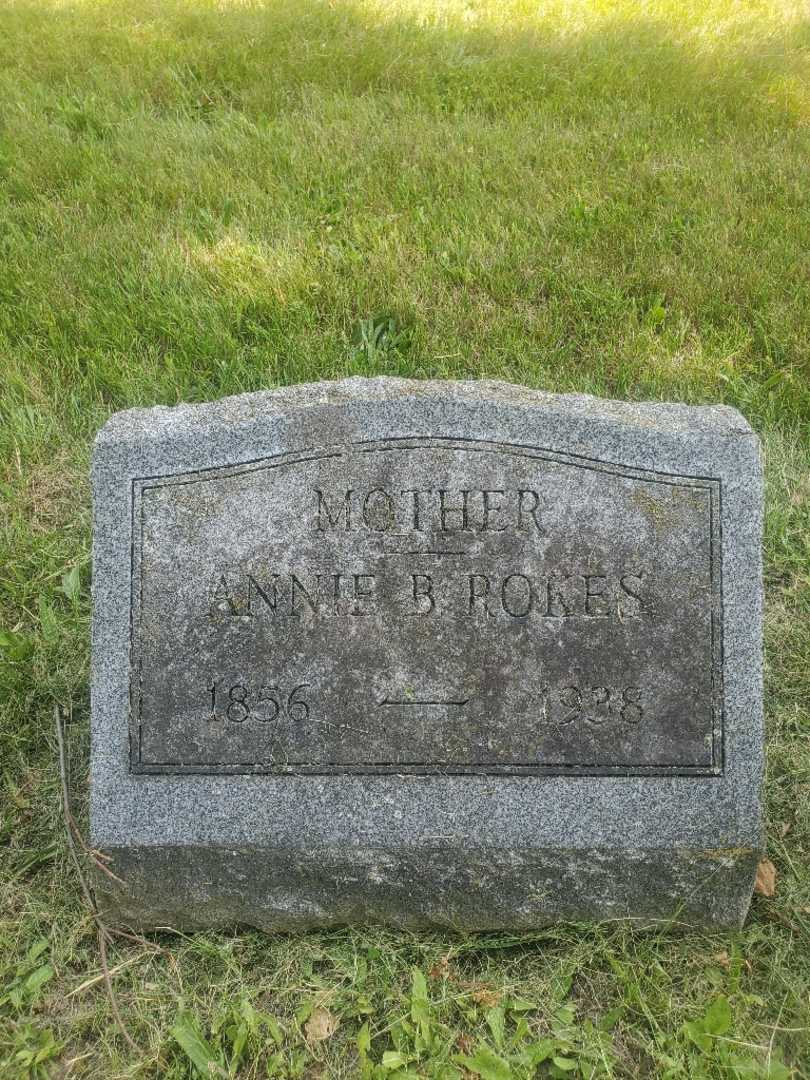 MOTHER
ANNIE B ROKES
1856 — 1938